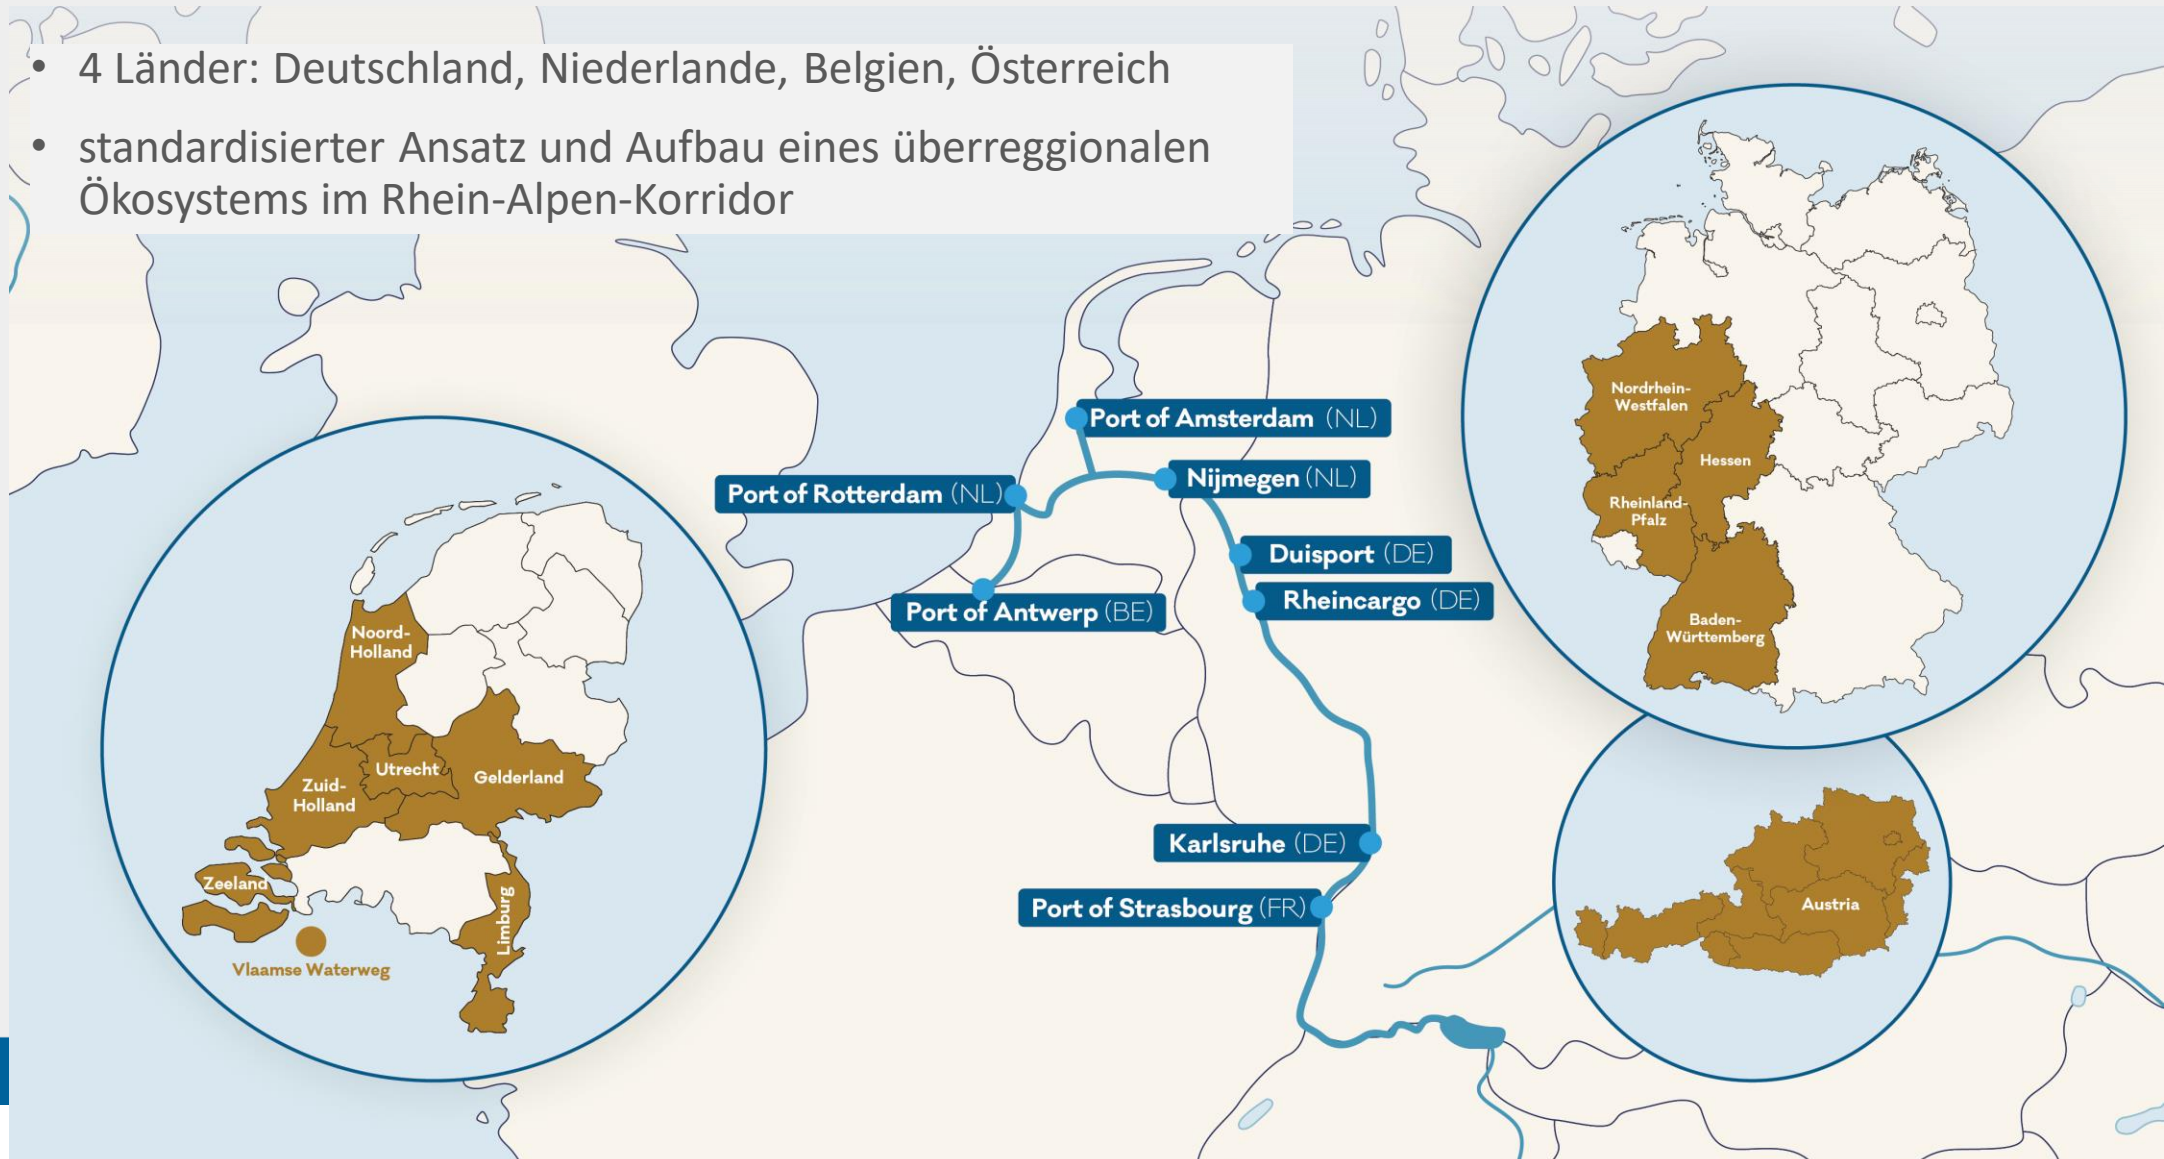 • 4 Länder: Deutschland, Niederlande, Belgien, Österreich
• standardisierter Ansatz und Aufbau eines überreggionalen
Ökosystems im Rhein-Alpen-Korridor
Port of Amsterdam (NL)
Nijmegen (NL)
Port of Rotterdam (NL)
Duisport (DE)
Rheincargo (DE)
Port of Antwerp (BE)
Karlsruhe (DE)
Port of Strasbourg (FR)
Noord-
Holland
Utrecht
Gelderland
Zuid-
Holland
Zeeland
Limburg
Vlaamse Waterweg
Nordrhein-
Westfalen
Hessen
Rheinland-
Pfalz
Baden-
Württemberg
Austria